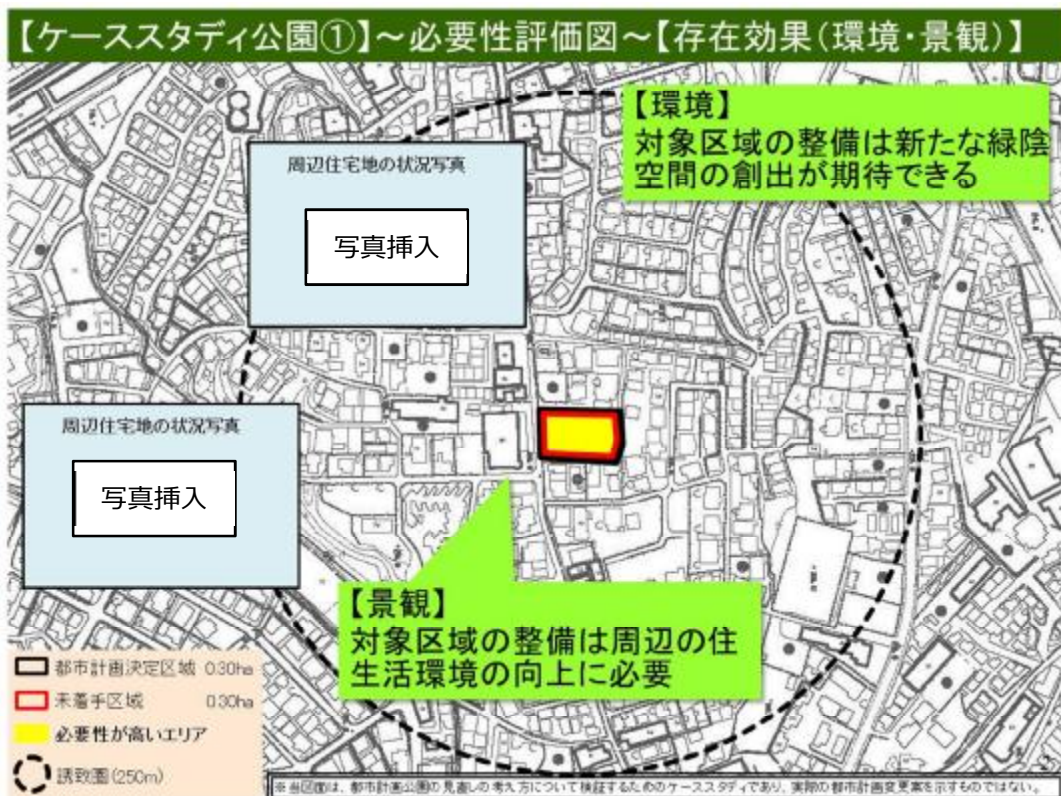 【ケーススタディ公園①】～必要性評価図～【存在効果(環境・景観)】
【環境】
対象区域の整備は新たな緑陰
空間の創出が期待できる
周辺住宅地の状況写真
写真挿入
周辺住宅地の状況写真
写真挿入
【景観】
対象区域の整備は周辺の住
生活環境の向上に必要
都市計画決定区域 0.30ha
未着手区域 0.30ha
必要性が高いエリア
誘致圏(250m)
※当図面は、都市計画公園の見直しの考え方について検証するためのケーススタディであり、実際の都市計画変更案を示すものではない。